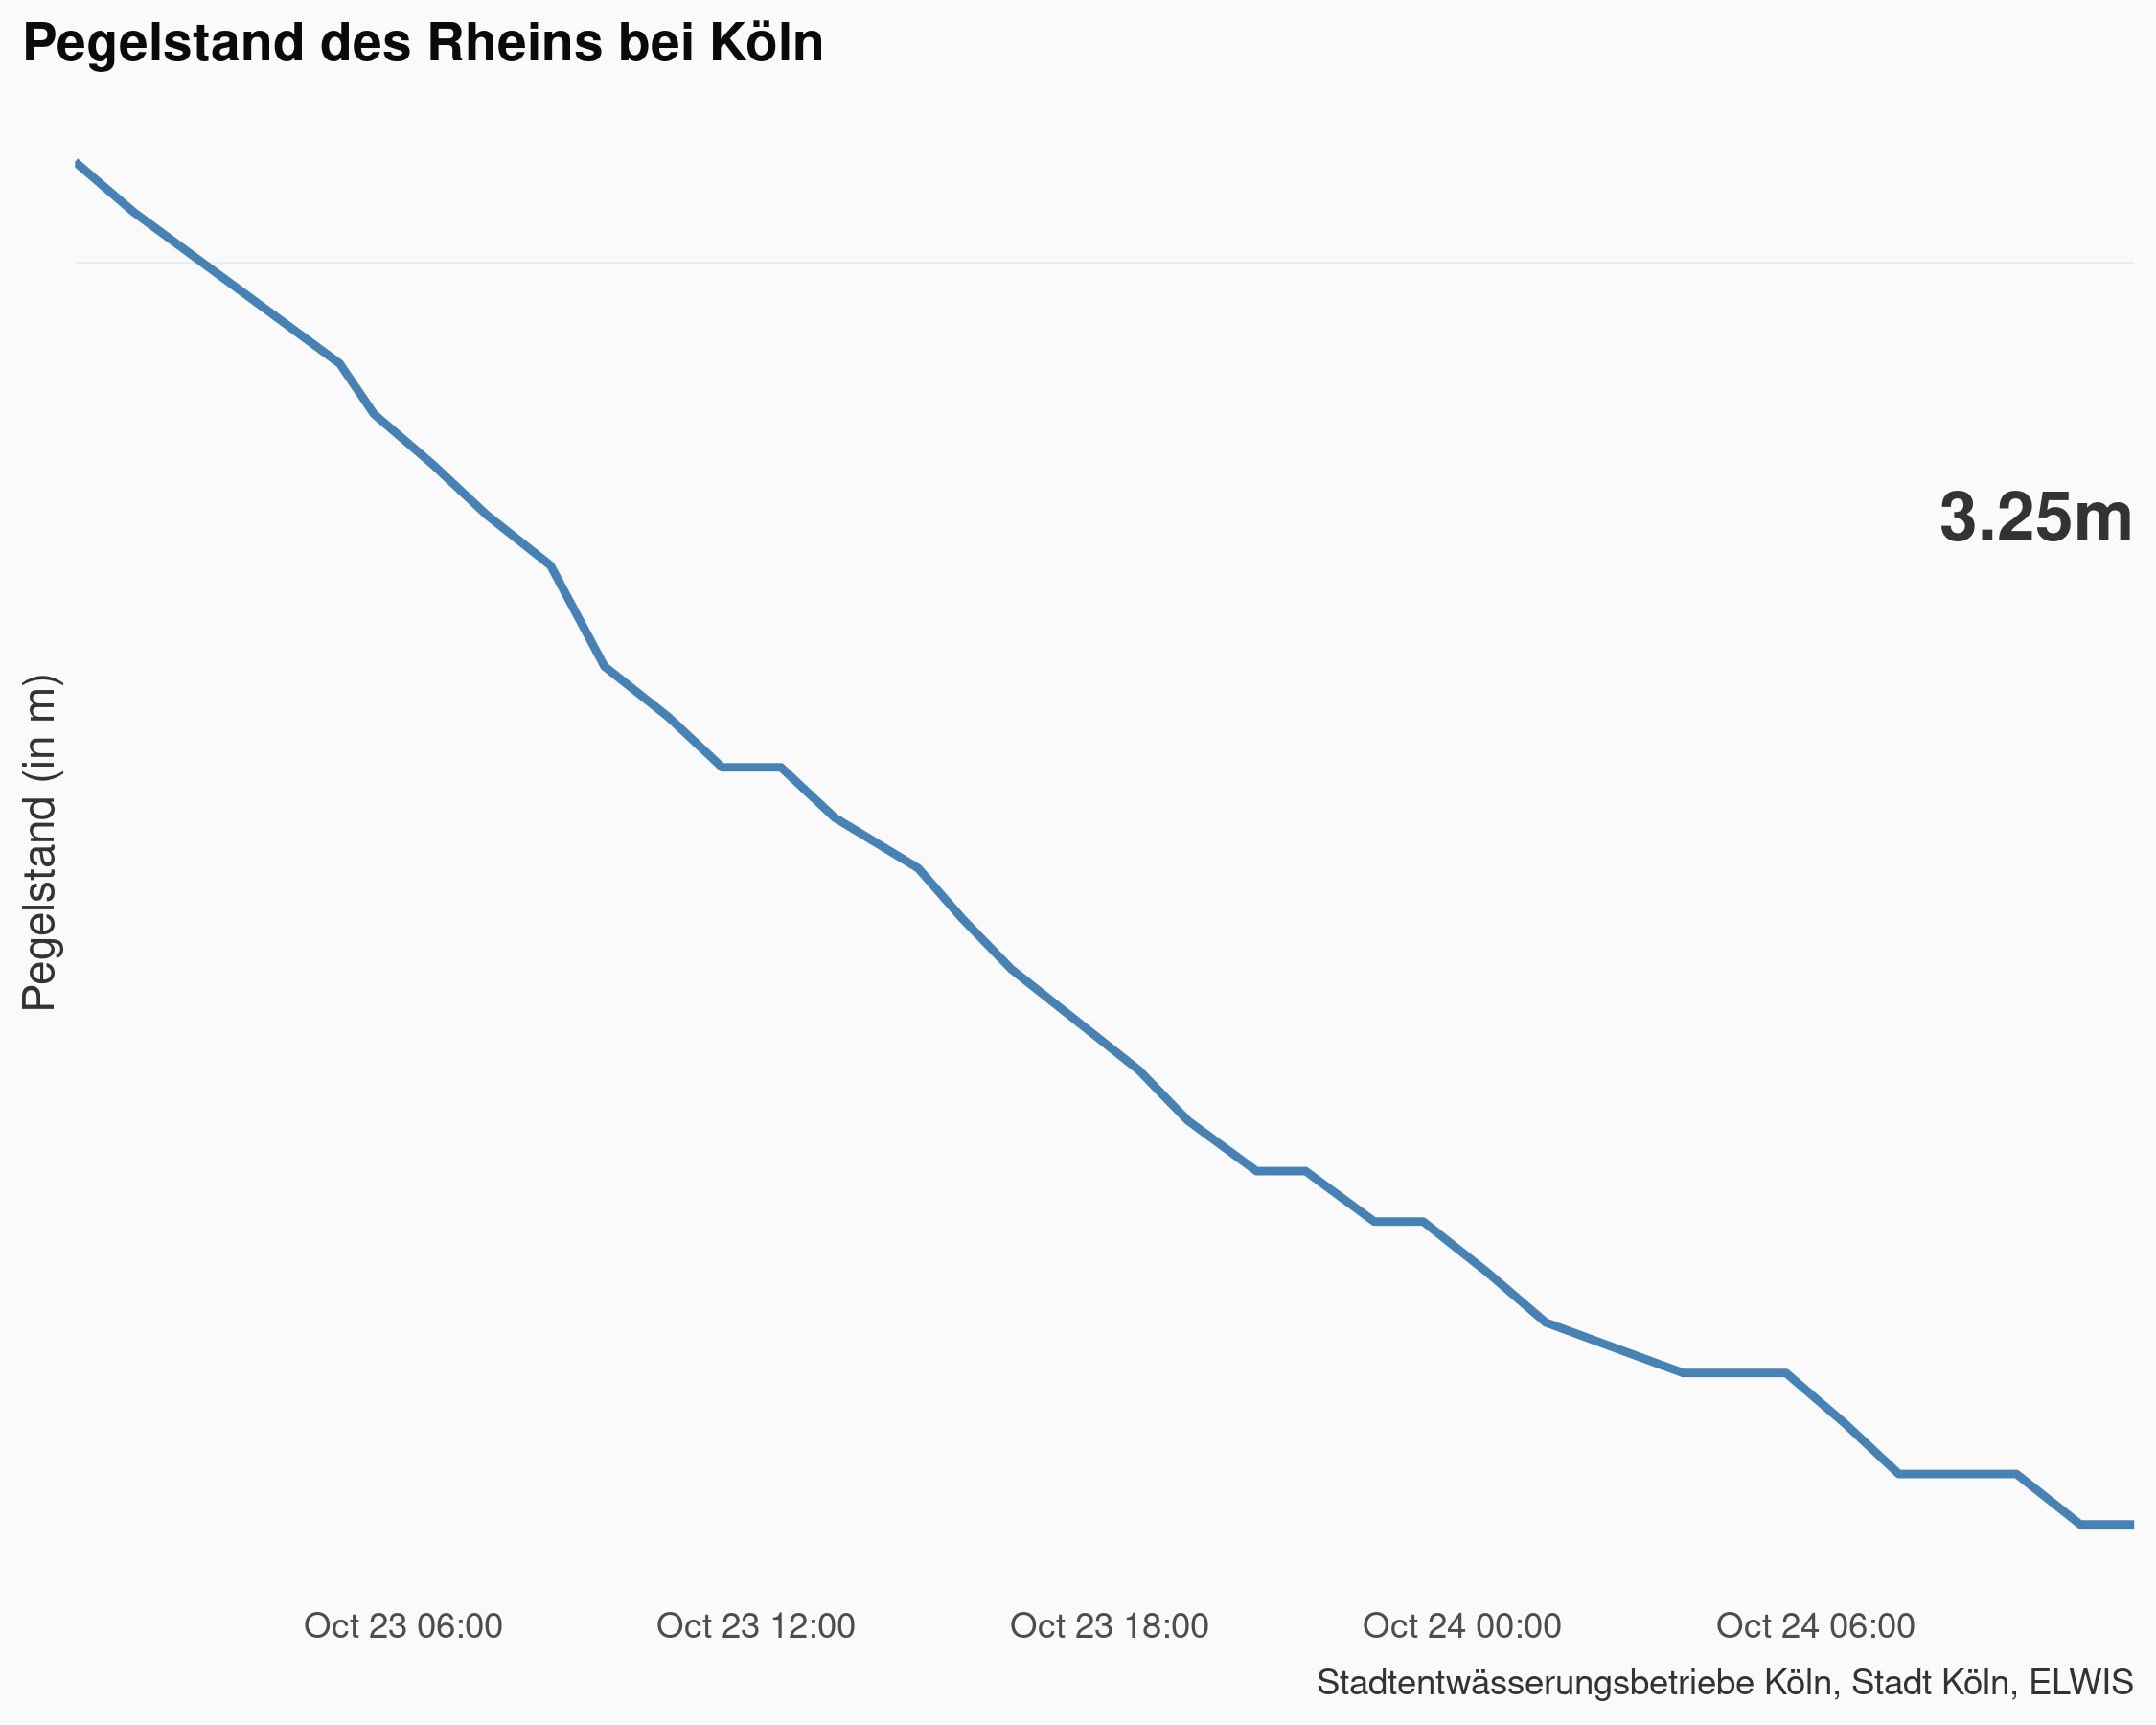 Pegelstand des Rheins bei Köln
3.25m
Pegelstand (in m)
Oct 23 06:00 Oct 23 12:00 Oct 23 18:00 Oct 24 00:00 Oct 24 06:00
Stadtentwässerungsbetriebe Köln, Stadt Köln, ELWIS